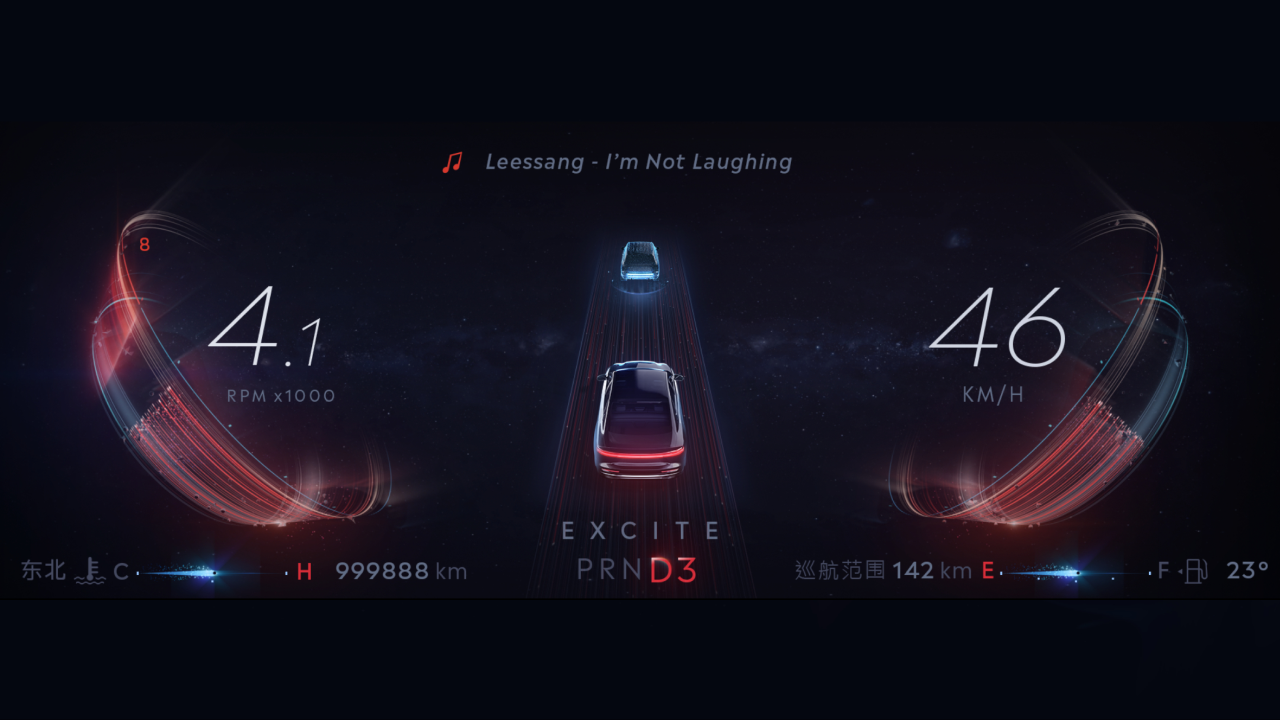 Leessang - I'm Not Laughing
8
4.1
RPM x1000
46
KM/H
EXCITE
PRND3
东北 C H 999888 km
巡航范围 142 km E F 23°